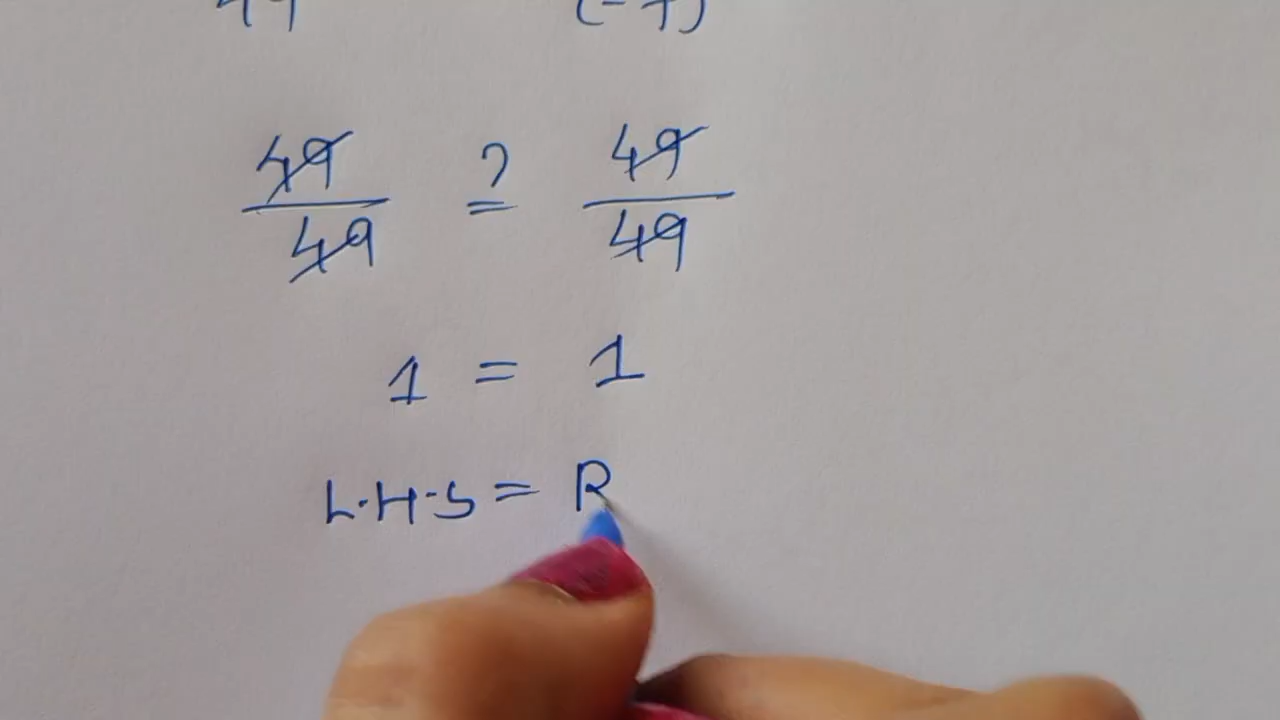 49/49 ?= 49/49
1 = 1
L.H.S = R